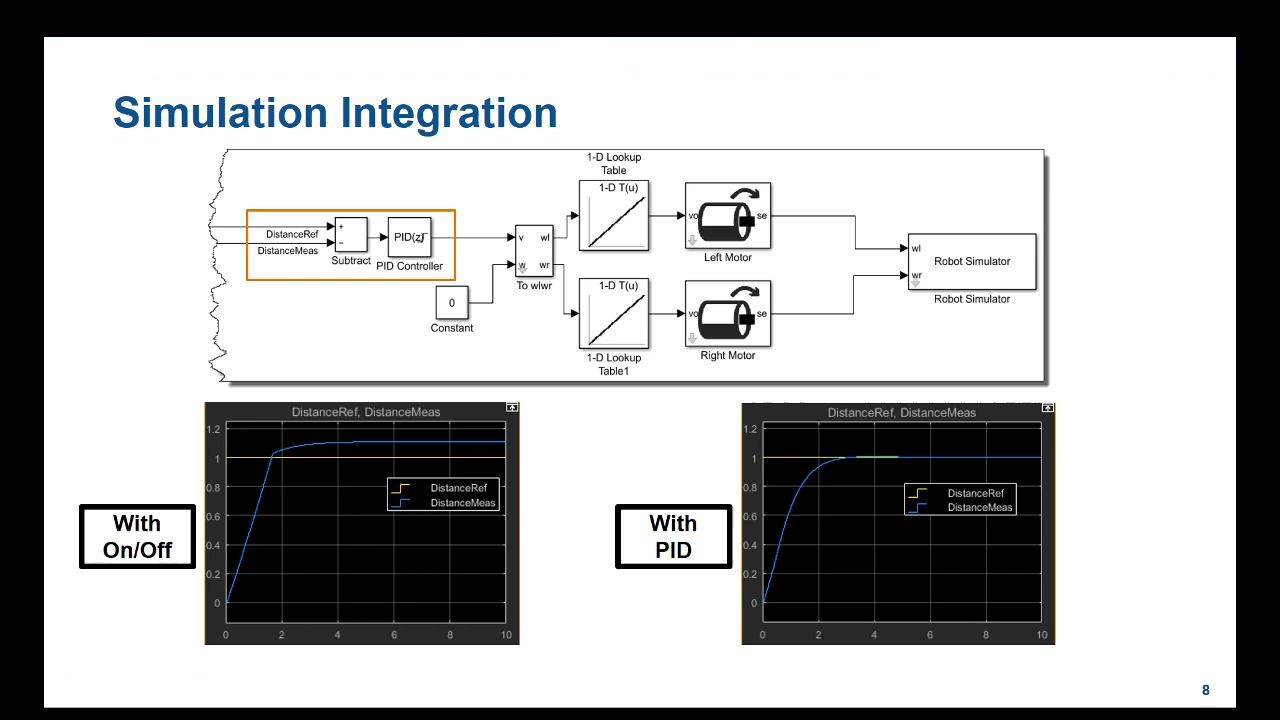 Simulation Integration
1-D Lookup
Table
1-D T(u)
DistanceRef
DistanceMeas
+
−
Subtract
PID(z)
PID Controller
0
Constant
v
w
wl
wr
To wlwr
vo
se
Left Motor
1-D T(u)
1-D Lookup
Table1
vo
se
Right Motor
wl
wr
Robot Simulator
Robot Simulator
With
On/Off
DistanceRef, DistanceMeas
1.2
1
0.8
0.6
0.4
0.2
0
0 2 4 6 8 10
DistanceRef
DistanceMeas
With
PID
DistanceRef, DistanceMeas
1.2
1
0.8
0.6
0.4
0.2
0
0 2 4 6 8 10
DistanceRef
DistanceMeas
8